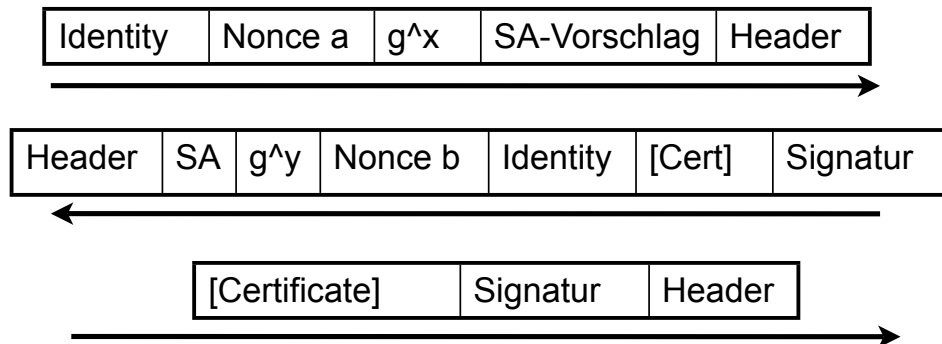 Identity Nonce a g^x SA-Vorschlag Header
Header SA g^y Nonce b Identity [Cert] Signatur
[Certificate] Signatur Header